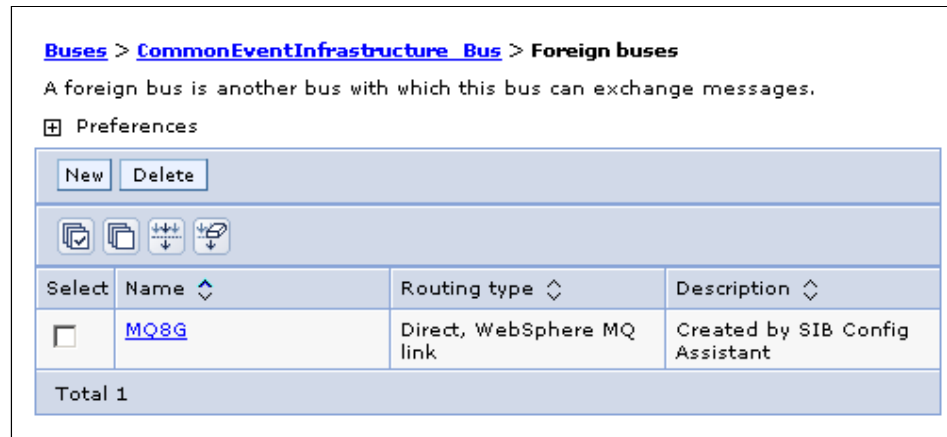 Buses > CommonEventInfrastructure_Bus > Foreign buses
A foreign bus is another bus with which this bus can exchange messages.
Preferences
New Delete
Select Name Routing type Description
MQ8G Direct, WebSphere MQ link Created by SIB Config Assistant
Total 1